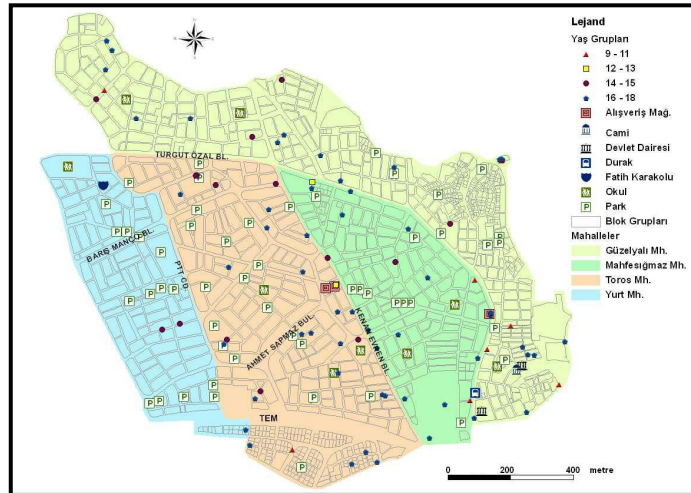 Lejand
Yaş Grupları
9 - 11
12 - 13
14 - 15
16 - 18
Alışveriş Mağ.
Cami
Devlet Dairesi
Durak
Fatih Karakolu
Okul
P Park
Blok Grupları
Mahalleler
Güzelyalı Mh.
Mahfesığmaz Mh.
Toros Mh.
Yurt Mh.
TURGUT ÖZAL BL.
BARIŞ MANÇO BL.
PTT CD.
AHMET SAPMAZ BUL.
KENAN EVREN BL.
TEM
0 200 400 metre